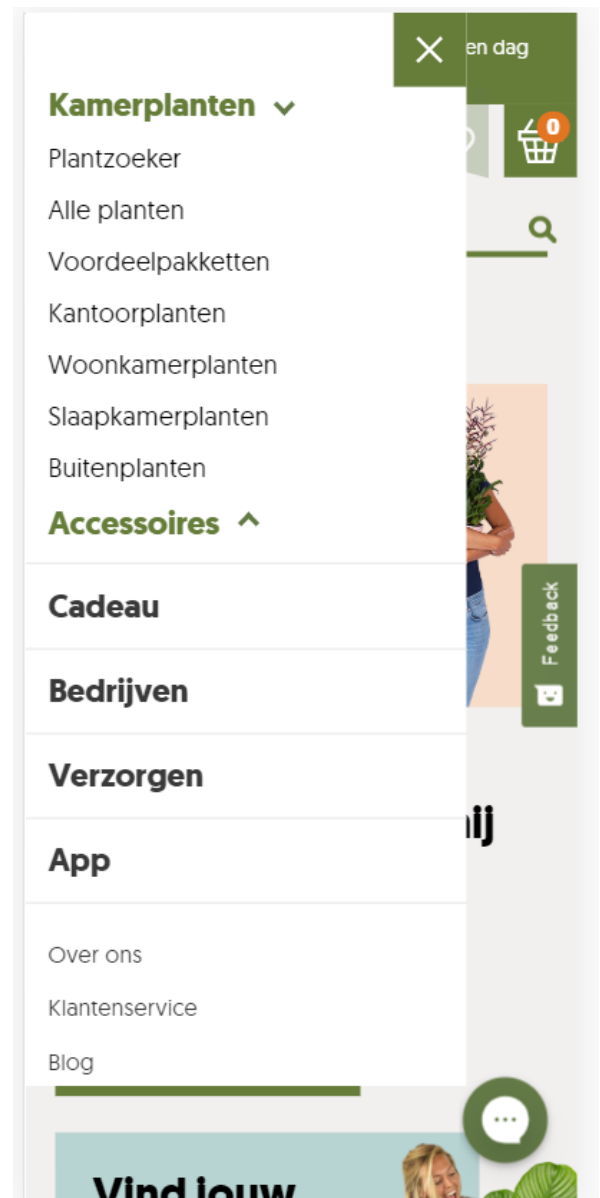 en dag
0
Kamerplanten
Plantzoeker
Alle planten
Voordeelpakketten
Kantoorplanten
Woonkamerplanten
Slaapkamerplanten
Buitenplanten
Accessoires
Cadeau
Feedback
Bedrijven
Verzorgen
App
Over ons
Klantenservice
Blog
Vind jouw